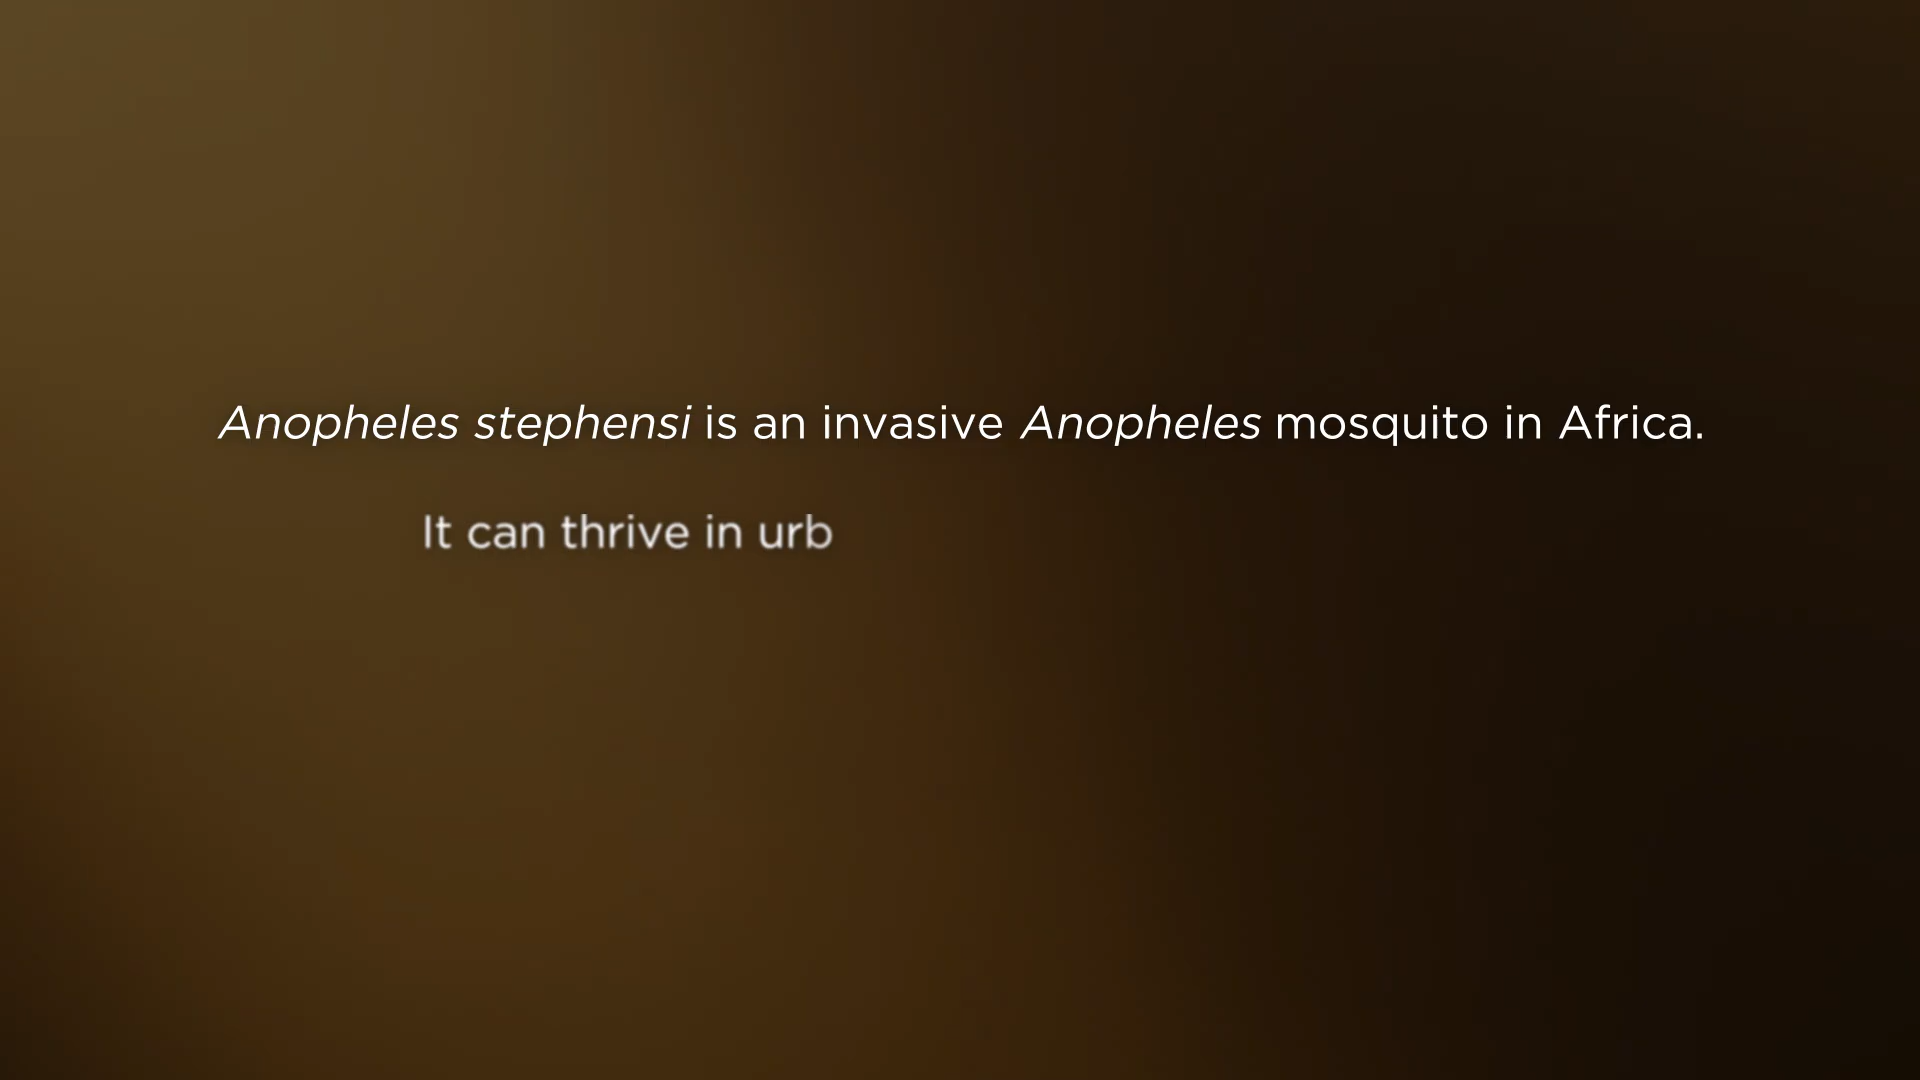 Anopheles stephensi is an invasive Anopheles mosquito in Africa.
It can thrive in urb